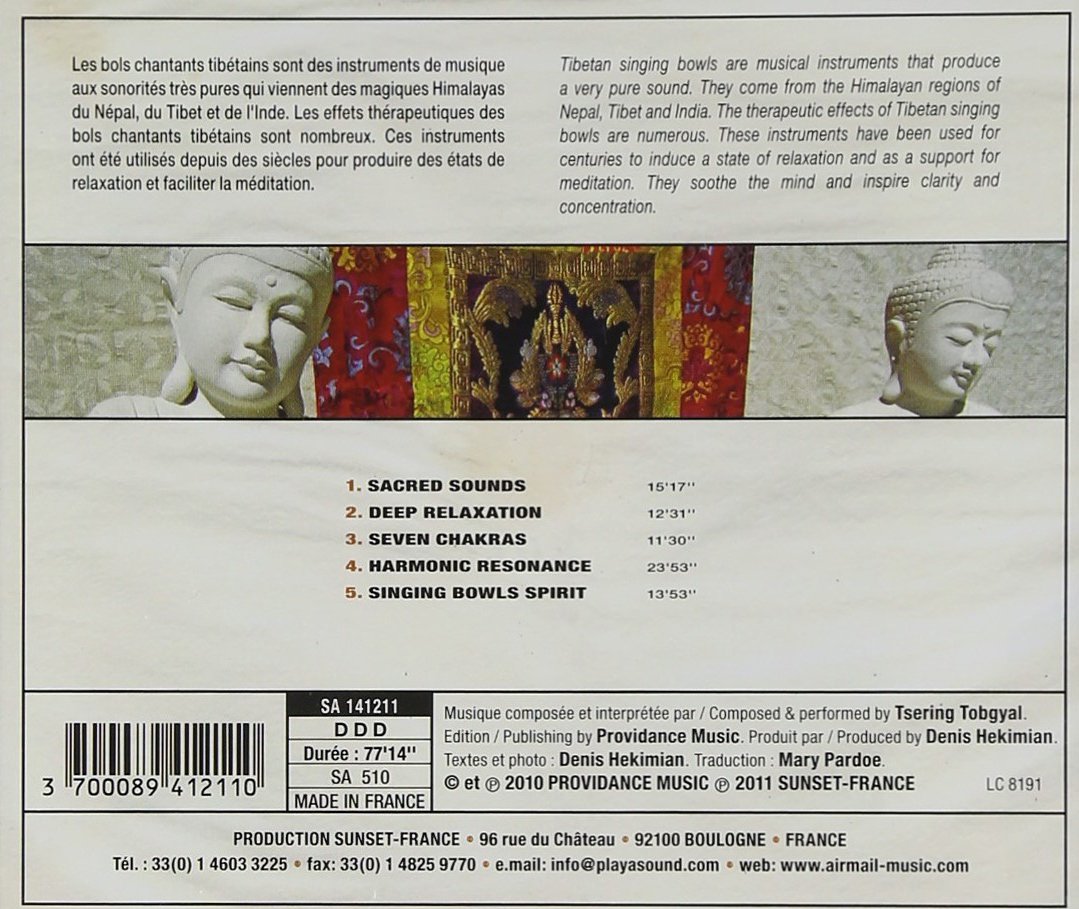 Les bols chantants tibétains sont des instruments de musique
aux sonorités très pures qui viennent des magiques Himalayas
du Népal, du Tibet et de l'Inde. Les effets thérapeutiques des
bols chantants tibétains sont nombreux. Ces instruments
ont été utilisés depuis des siècles pour produire des états de
relaxation et faciliter la méditation.
Tibetan singing bowls are musical instruments that produce
a very pure sound. They come from the Himalayan regions of
Nepal, Tibet and India. The therapeutic effects of Tibetan singing
bowls are numerous. These instruments have been used for
centuries to induce a state of relaxation and as a support for
meditation. They soothe the mind and inspire clarity and
concentration.
1. SACRED SOUNDS 15'17''
2. DEEP RELAXATION 12'31''
3. SEVEN CHAKRAS 11'30''
4. HARMONIC RESONANCE 23'53''
5. SINGING BOWLS SPIRIT 13'53''
3 700089 412110
SA 141211
D D D
Durée : 77'14''
SA 510
MADE IN FRANCE
Musique composée et interprétée par / Composed & performed by Tsering Tobgyal.
Edition / Publishing by Providance Music. Produit par / Produced by Denis Hekimian.
Textes et photo : Denis Hekimian. Traduction : Mary Pardoe.
© et ℗ 2010 PROVIDANCE MUSIC ℗ 2011 SUNSET-FRANCE LC 8191
PRODUCTION SUNSET-FRANCE • 96 rue du Château • 92100 BOULOGNE • FRANCE
Tél. : 33(0) 1 4603 3225 • fax: 33(0) 1 4825 9770 • e.mail: info@playasound.com • web: www.airmail-music.com